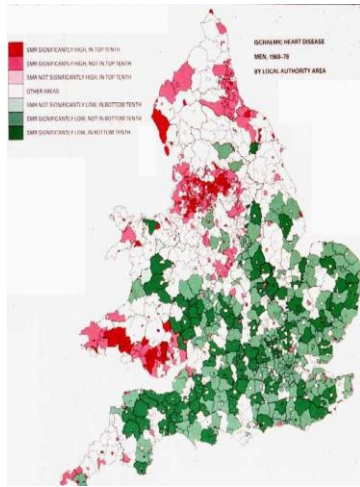 SMR SIGNIFICANTLY HIGH, IN TOP TENTH
SMR SIGNIFICANTLY HIGH, NOT IN TOP TENTH
SMR NOT SIGNIFICANTLY HIGH, IN TOP TENTH
OTHER AREAS
SMR NOT SIGNIFICANTLY LOW, IN BOTTOM TENTH
SMR SIGNIFICANTLY LOW, NOT IN BOTTOM TENTH
SMR SIGNIFICANTLY LOW, IN BOTTOM TENTH
ISCHAEMIC HEART DISEASE
MEN, 1968-78
BY LOCAL AUTHORITY AREA